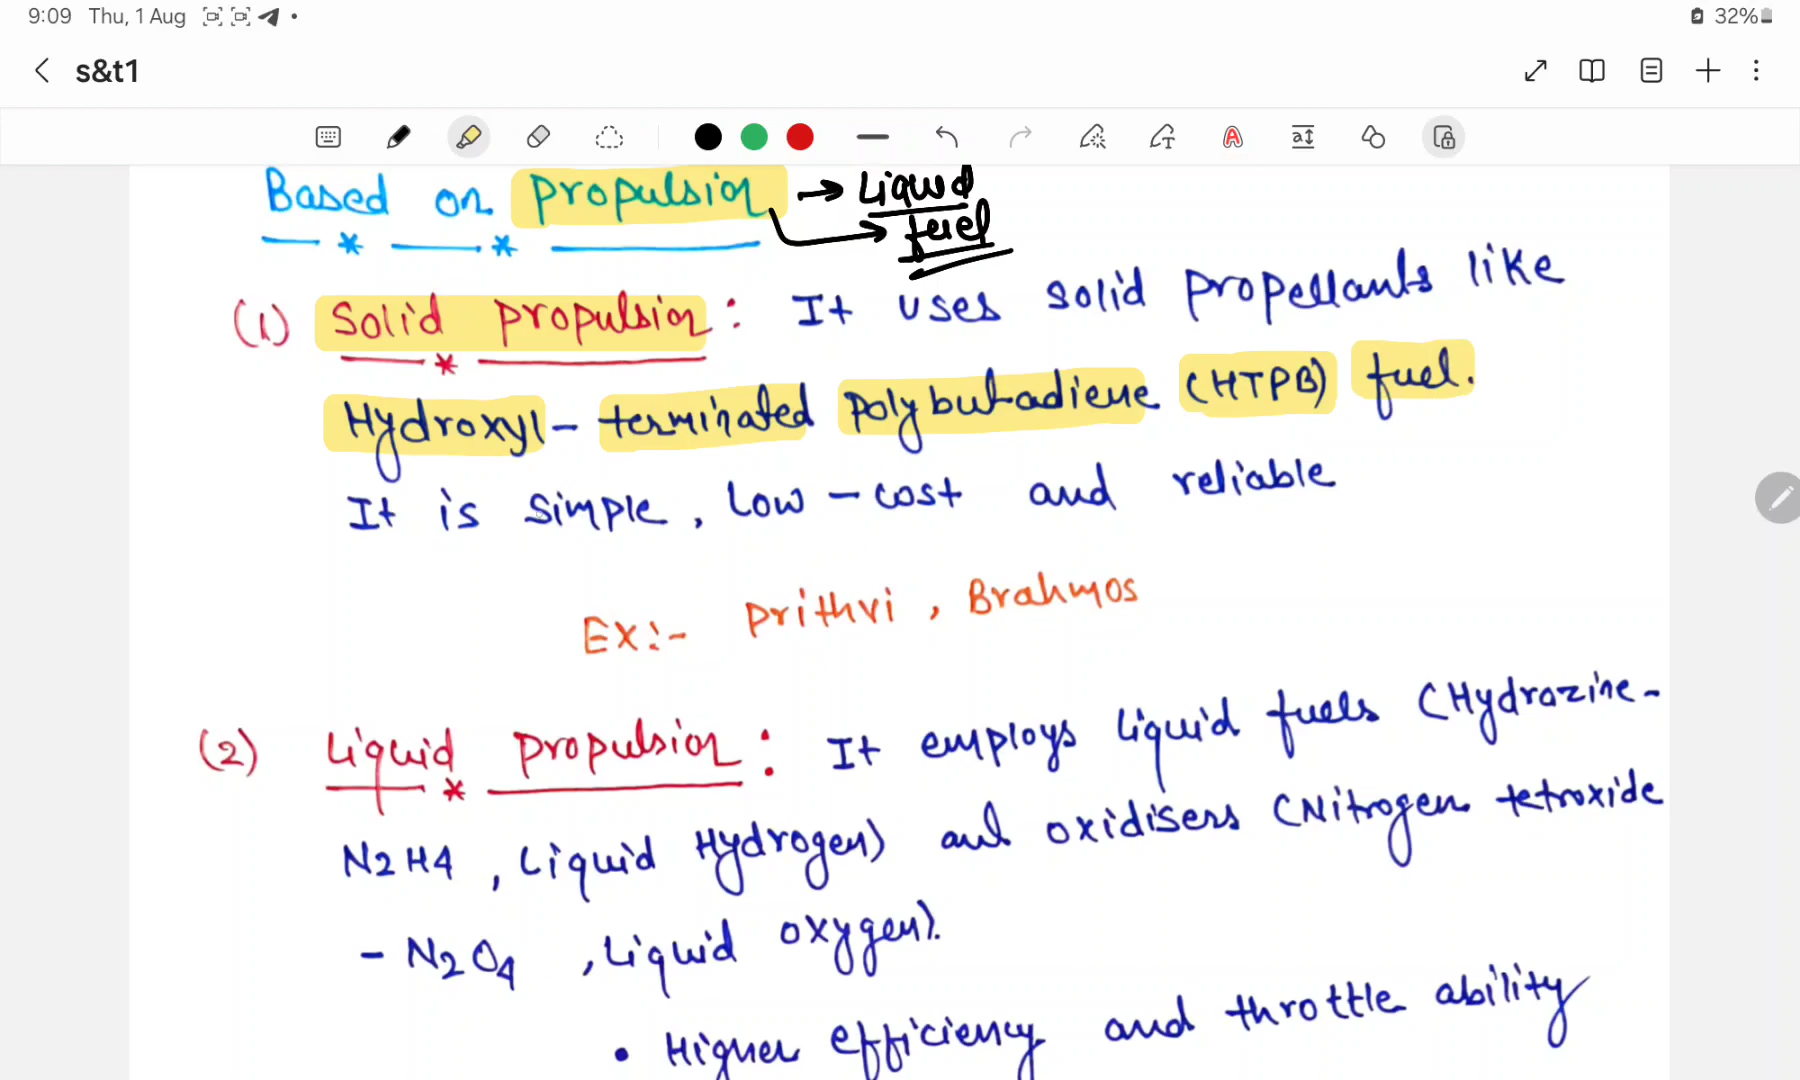 9:09 Thu, 1 Aug
32%
s&t1
Based on propulsion → Liquid
fuel
(1) Solid propulsion : It uses solid propellants like
Hydroxyl - terminated polybutadiene (HTPB) fuel.
It is simple, Low - cost and reliable
Ex:- Prithvi, Brahmos
(2) Liquid propulsion : It employs liquid fuels (Hydrazine -
N2H4, Liquid Hydrogen) and oxidisers (Nitrogen tetroxide
- N2O4, Liquid oxygen).
• Higher efficiency and throttle ability